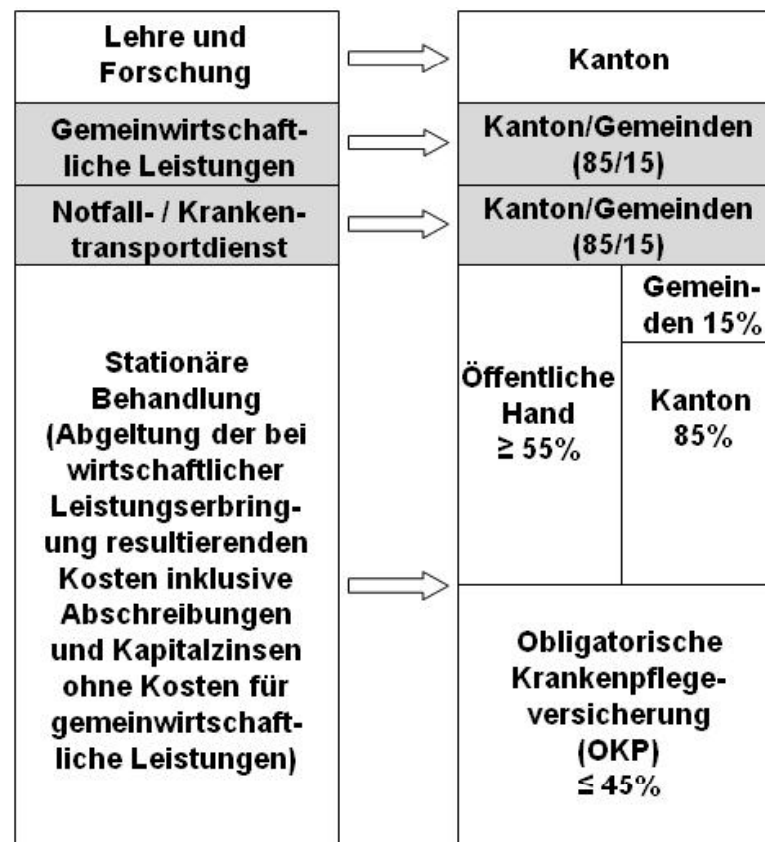 Lehre und
Forschung
Kanton
Gemeinwirtschaft-
liche Leistungen
Kanton/Gemeinden
(85/15)
Notfall- / Kranken-
transportdienst
Kanton/Gemeinden
(85/15)
Stationäre
Behandlung
(Abgeltung der bei
wirtschaftlicher
Leistungserbring-
ung resultierenden
Kosten inklusive
Abschreibungen
und Kapitalzinsen
ohne Kosten für
gemeinwirtschaft-
liche Leistungen)
Öffentliche
Hand
≥ 55%
Gemein-
den 15%
Kanton
85%
Obligatorische
Krankenpflege-
versicherung
(OKP)
≤ 45%